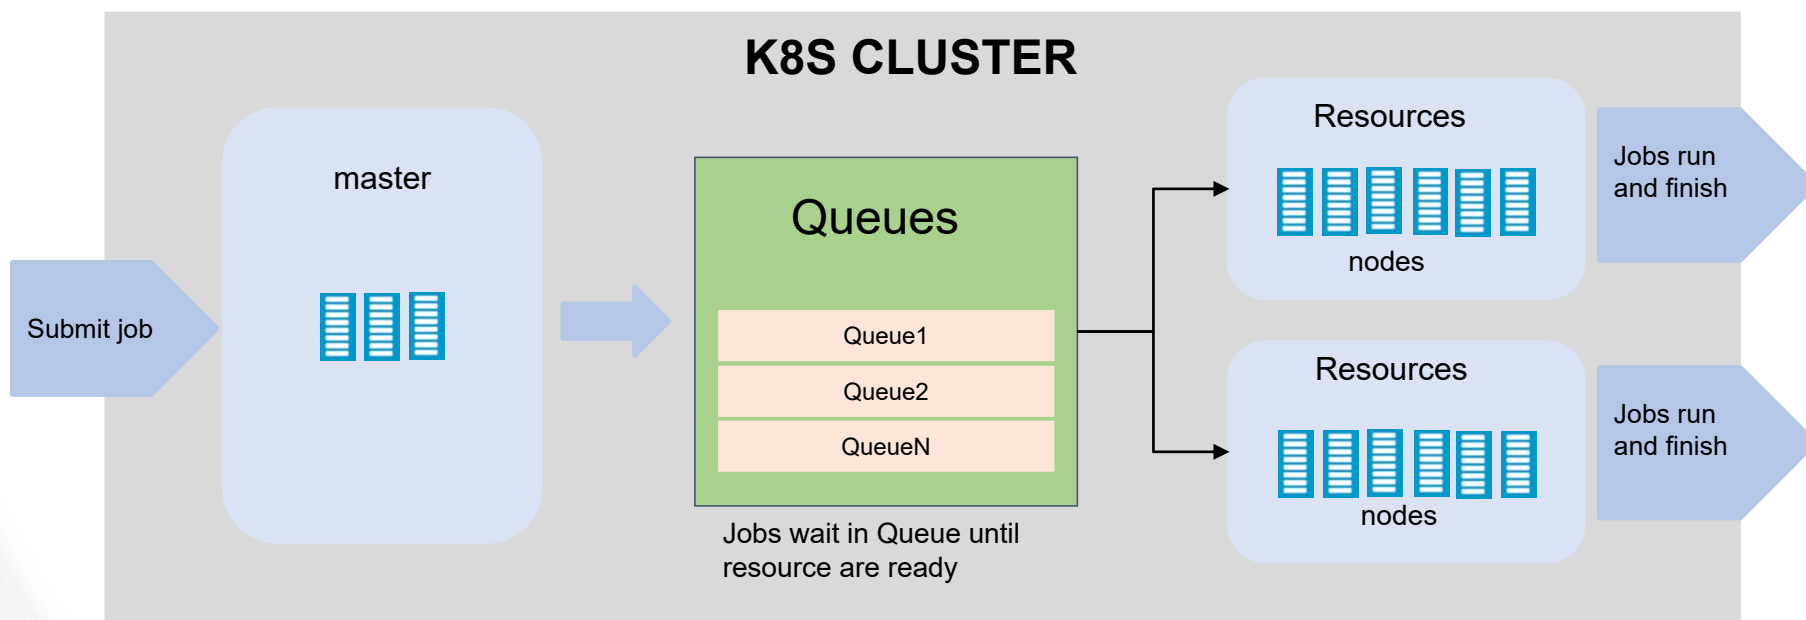 K8S CLUSTER
Submit job
master
Queues
Queue1
Queue2
QueueN
Jobs wait in Queue until
resource are ready
Resources
nodes
Jobs run
and finish
Resources
nodes
Jobs run
and finish